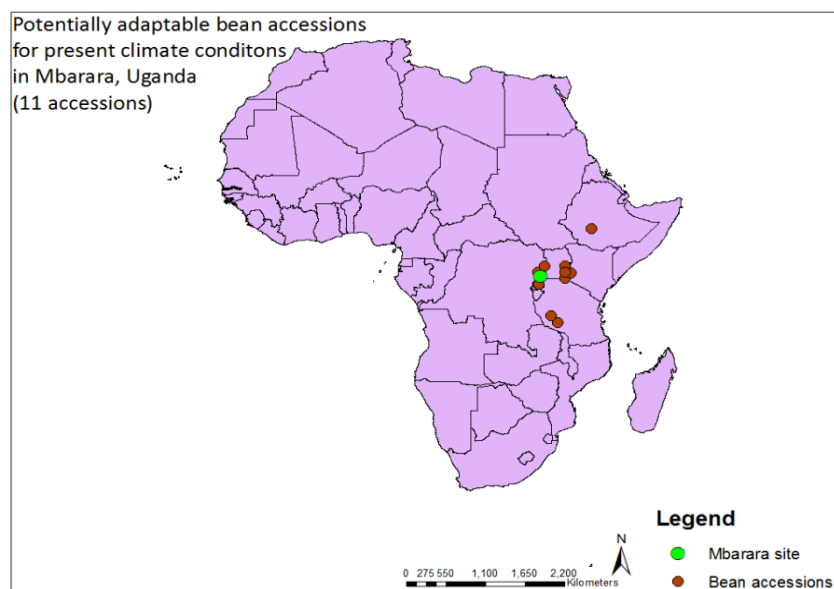 Potentially adaptable bean accessions
for present climate conditons
in Mbarara, Uganda
(11 accessions)
Legend
Mbarara site
Bean accessions
N
0 275 550 1,100 1,650 2,200
Kilometers